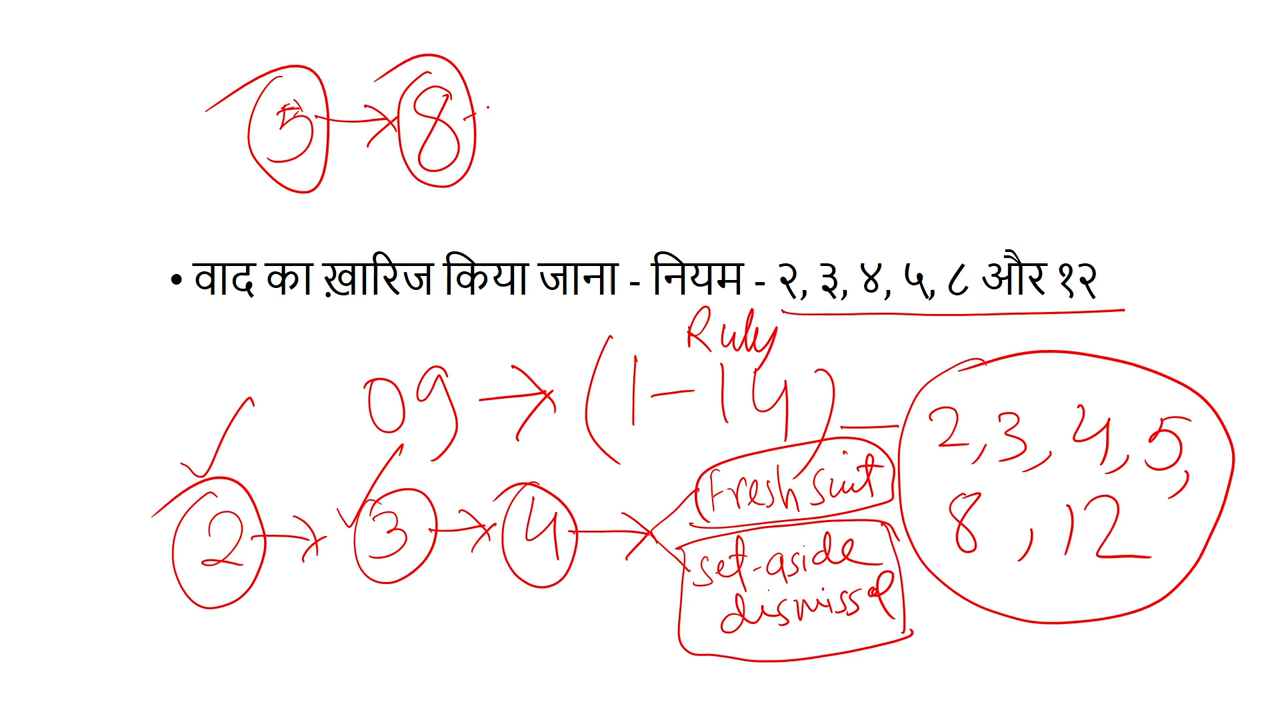 5 → 8
• वाद का ख़ारिज किया जाना - नियम - २, ३, ४, ५, ८ और १२
Rules
09 → (1-14) — 2, 3, 4, 5,
8, 12
2 → 3 → 4 →
Fresh suit
set-aside
dismissal